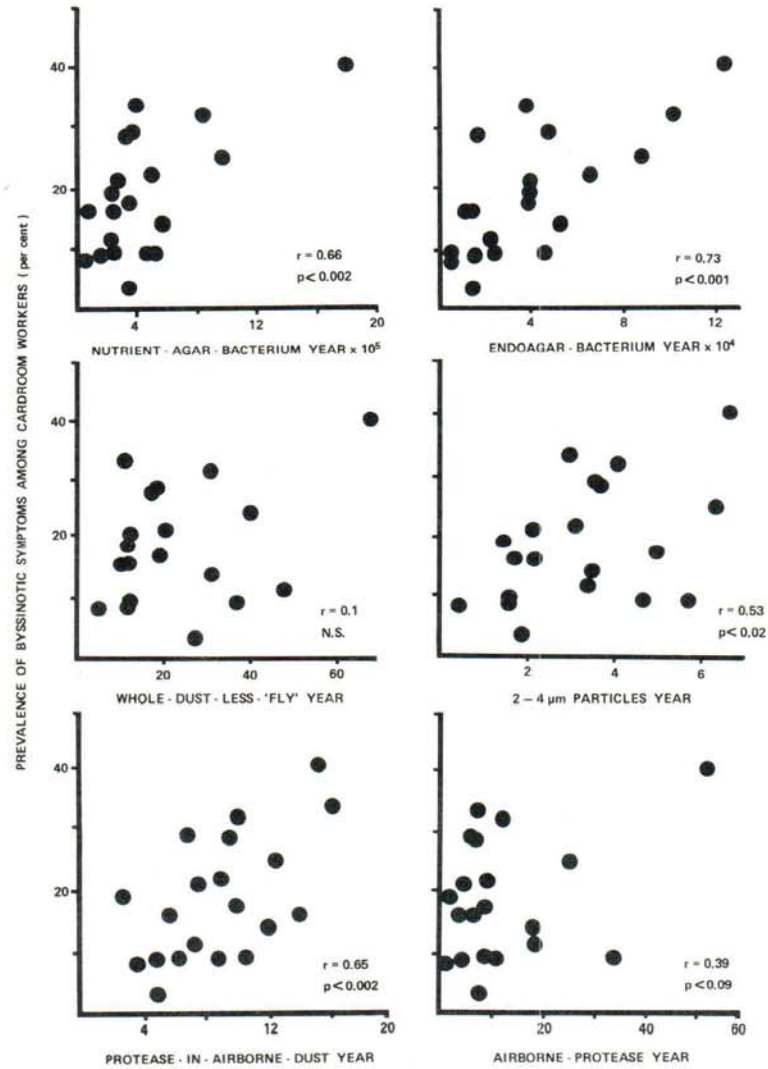 PREVALENCE OF BYSSINOTIC SYMPTOMS AMONG CARDROOM WORKERS ( per cent )
40
20
r = 0.66
p< 0.002
4
12
20
NUTRIENT - AGAR - BACTERIUM YEAR x 10⁵
r = 0.73
p<0.001
4
8
12
ENDOAGAR - BACTERIUM YEAR x 10⁴
40
20
r = 0.1
N.S.
20
40
60
WHOLE - DUST - LESS - 'FLY' YEAR
r = 0.53
p<0.02
2
4
6
2 – 4 µm PARTICLES YEAR
40
20
r = 0.65
p<0.002
4
12
20
PROTEASE - IN - AIRBORNE - DUST YEAR
r = 0.39
p<0.09
20
40
60
AIRBORNE - PROTEASE YEAR